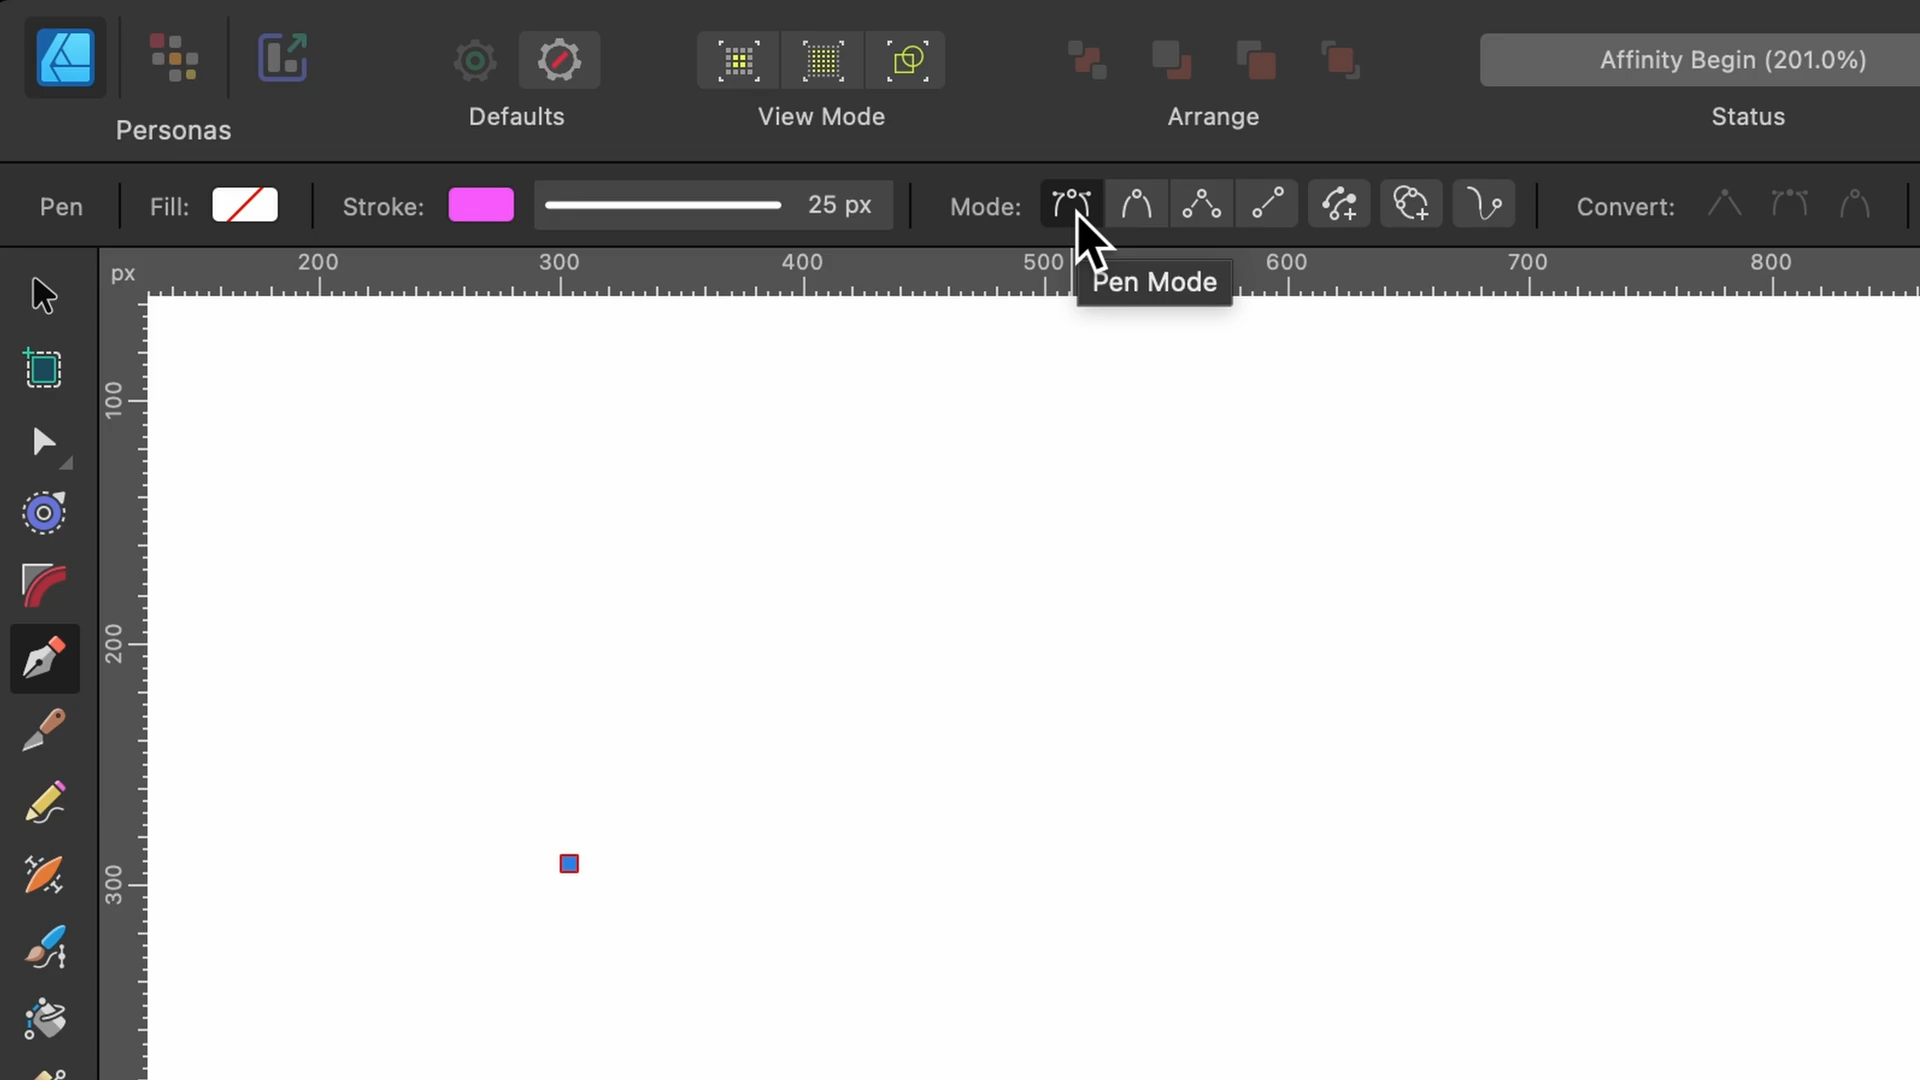 Affinity Begin (201.0%)
Personas
Defaults
View Mode
Arrange
Status
Pen
Fill:
Stroke:
25 px
Mode:
Convert:
px
200
300
400
500
600
700
800
Pen Mode
100
200
300